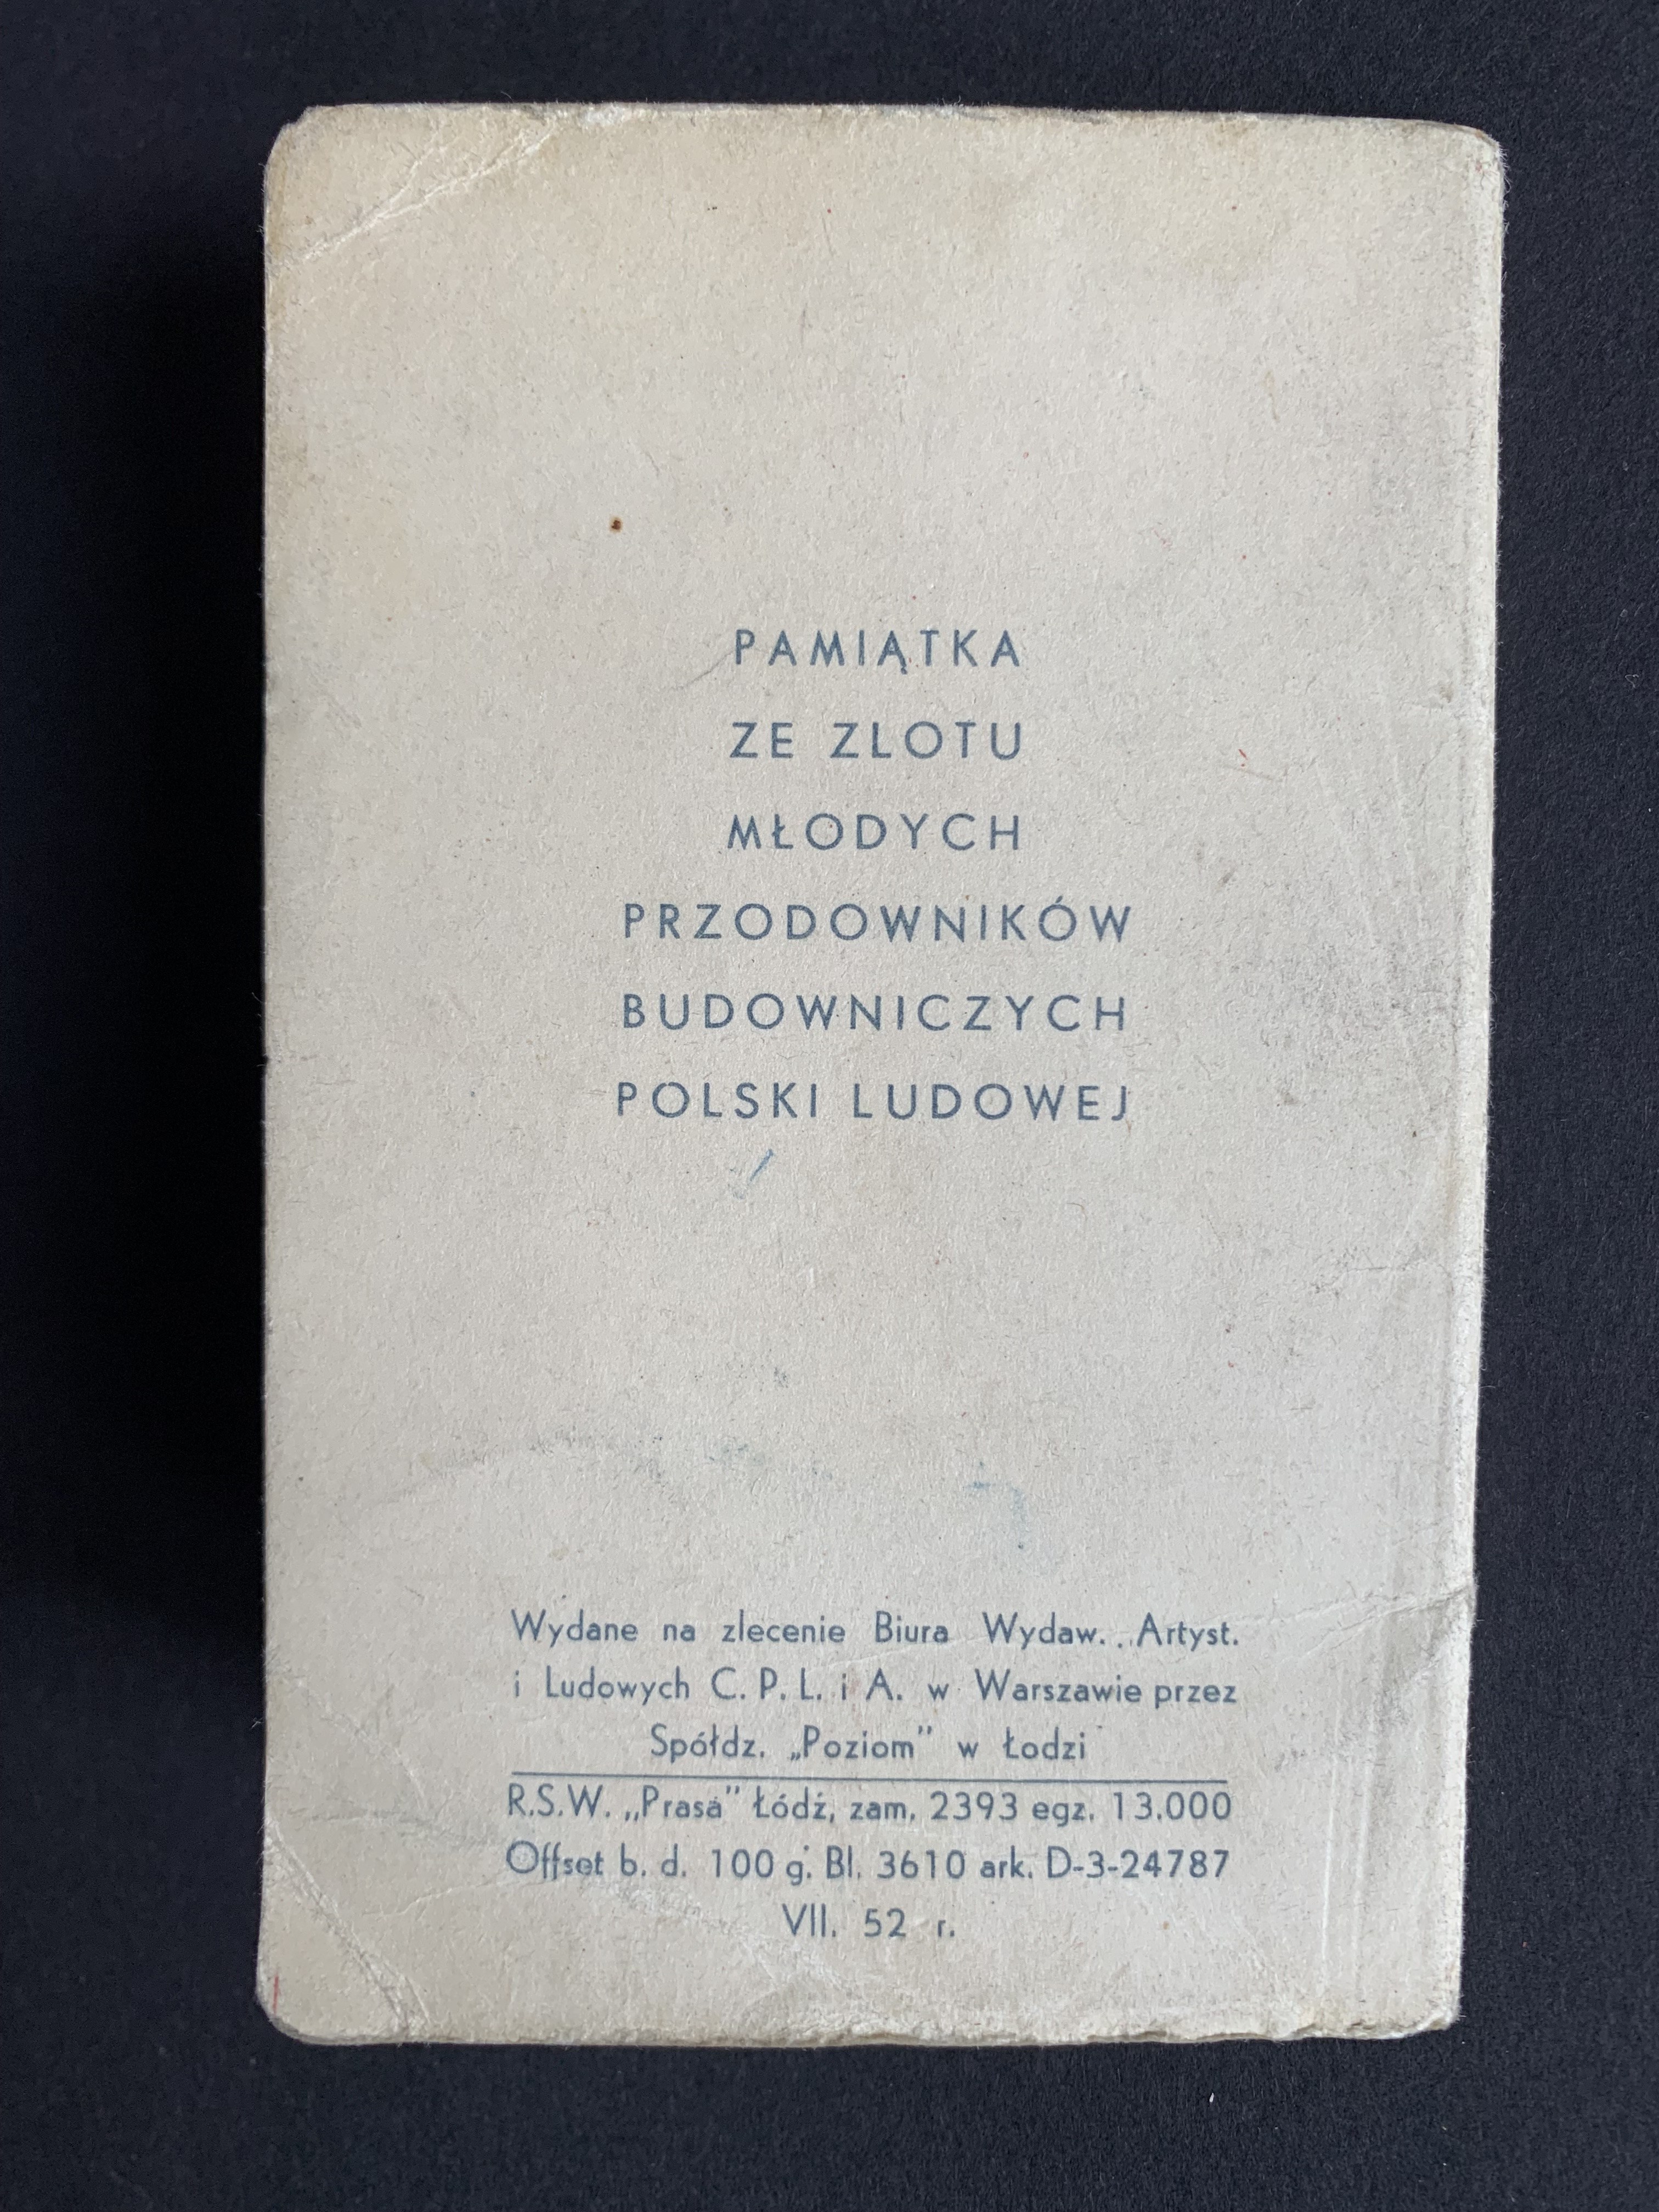 PAMIĄTKA
ZE ZLOTU
MŁODYCH
PRZODOWNIKÓW
BUDOWNICZYCH
POLSKI LUDOWEJ
Wydane na zlecenie Biura Wydaw. Artyst.
i Ludowych C. P. L. i A. w Warszawie przez
Spółdz. „Poziom” w Łodzi
R.S.W. „Prasa” Łódź, zam. 2393 egz. 13.000
Offset b. d. 100 g. Bl. 3610 ark. D-3-24787
VII. 52 r.